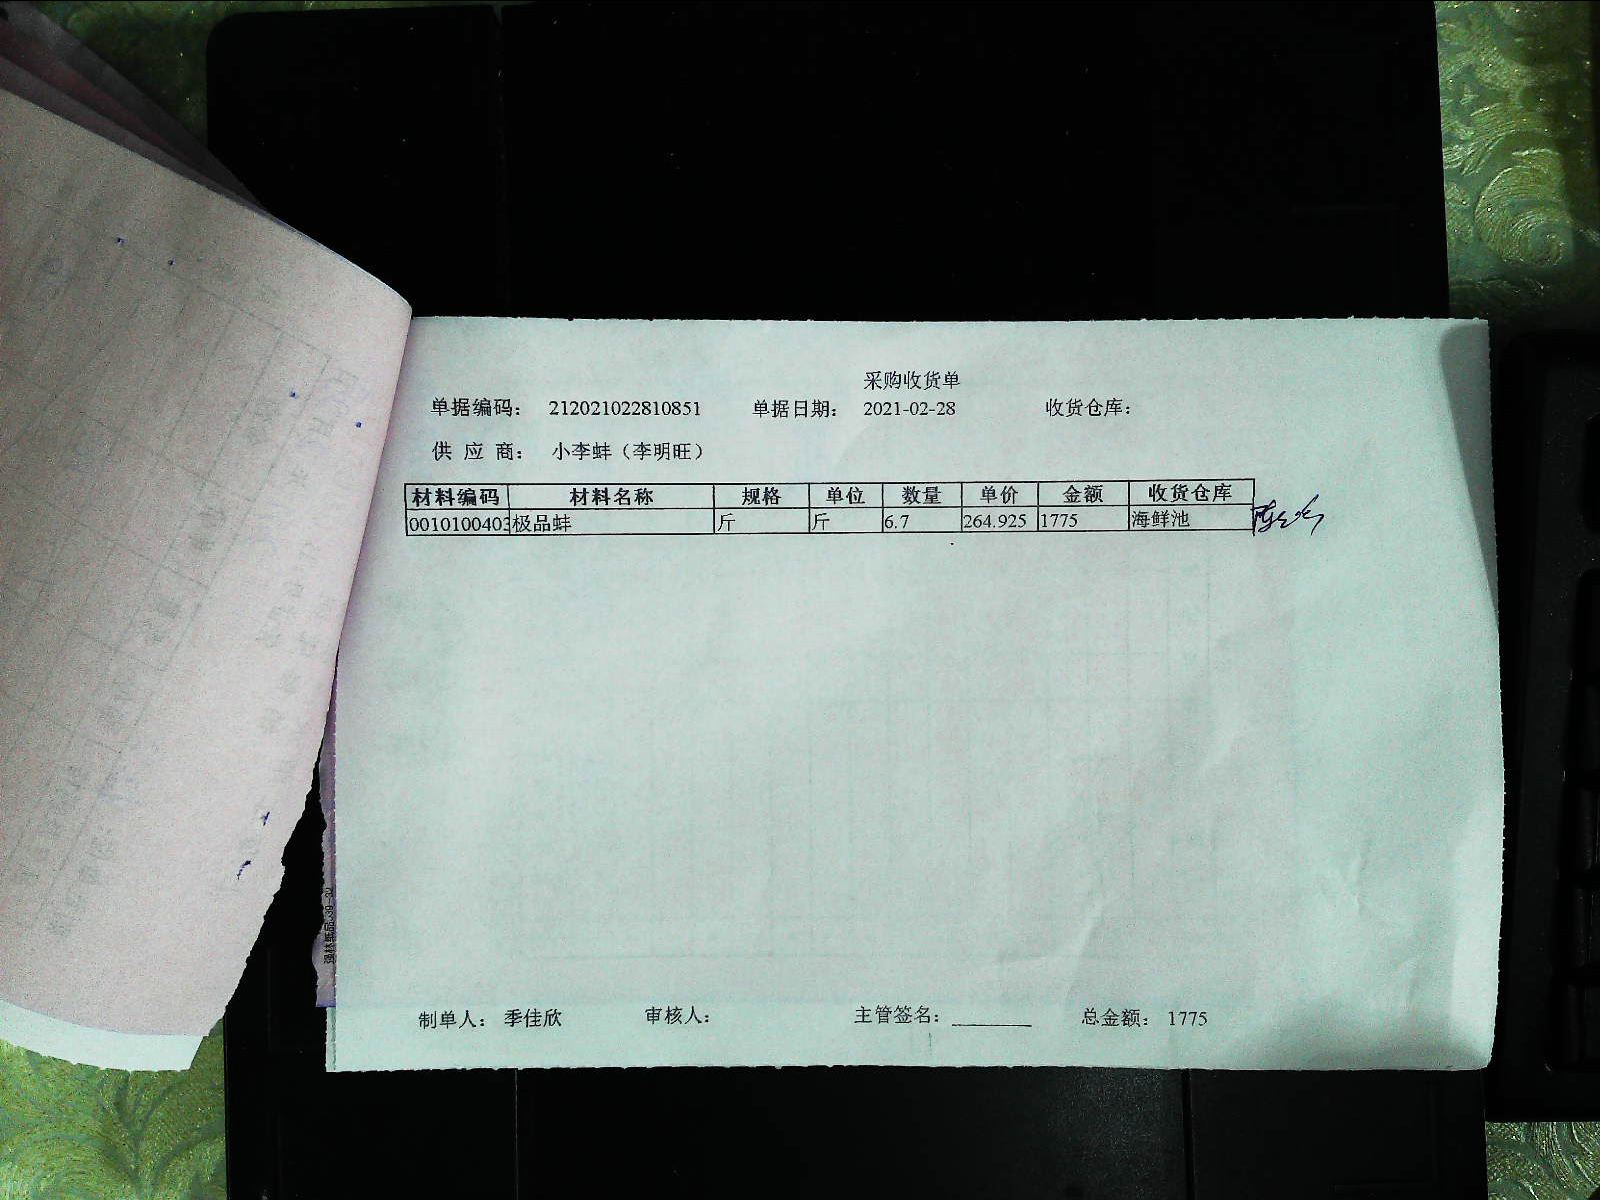 采购收货单
单据编码： 212021022810851 单据日期： 2021-02-28 收货仓库：
供 应 商： 小李蚌（李明旺）
材料编码 材料名称 规格 单位 数量 单价 金额 收货仓库
0010100403 极品蚌 斤 斤 6.7 264.925 1775 海鲜池
制单人： 季佳欣 审核人： 主管签名： ________ 总金额： 1775